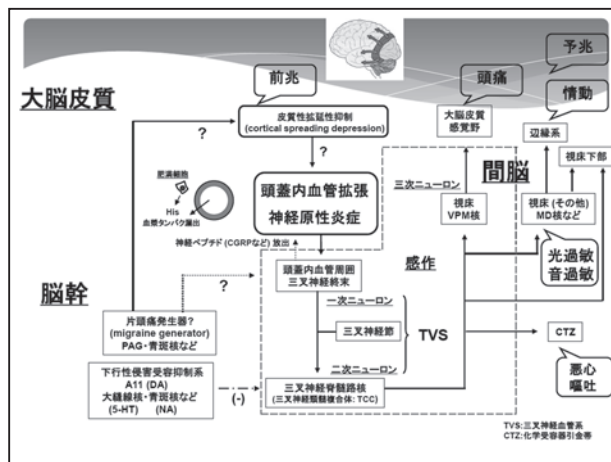 予兆
前兆
頭痛
情動
大脳皮質
皮質性拡延性抑制
(cortical spreading depression)
大脳皮質
感覚野
辺縁系
視床下部
?
?
肥満細胞
His
血漿タンパク漏出
頭蓋内血管拡張
神経原性炎症
三次ニューロン
間脳
視床
VPM核
視床 (その他)
MD核など
神経ペプチド (CGRPなど) 放出
光過敏
音過敏
脳幹
?
頭蓋内血管周囲
三叉神経終末
感作
片頭痛発生器?
(migraine generator)
PAG・青斑核など
一次ニューロン
三叉神経節
TVS
CTZ
下行性侵害受容抑制系
A11 (DA)
大縫線核・青斑核など
(5-HT) (NA)
(-)
二次ニューロン
三叉神経脊髄路核
(三叉神経頸髄複合体: TCC)
悪心
嘔吐
TVS:三叉神経血管系
CTZ:化学受容器引金帯